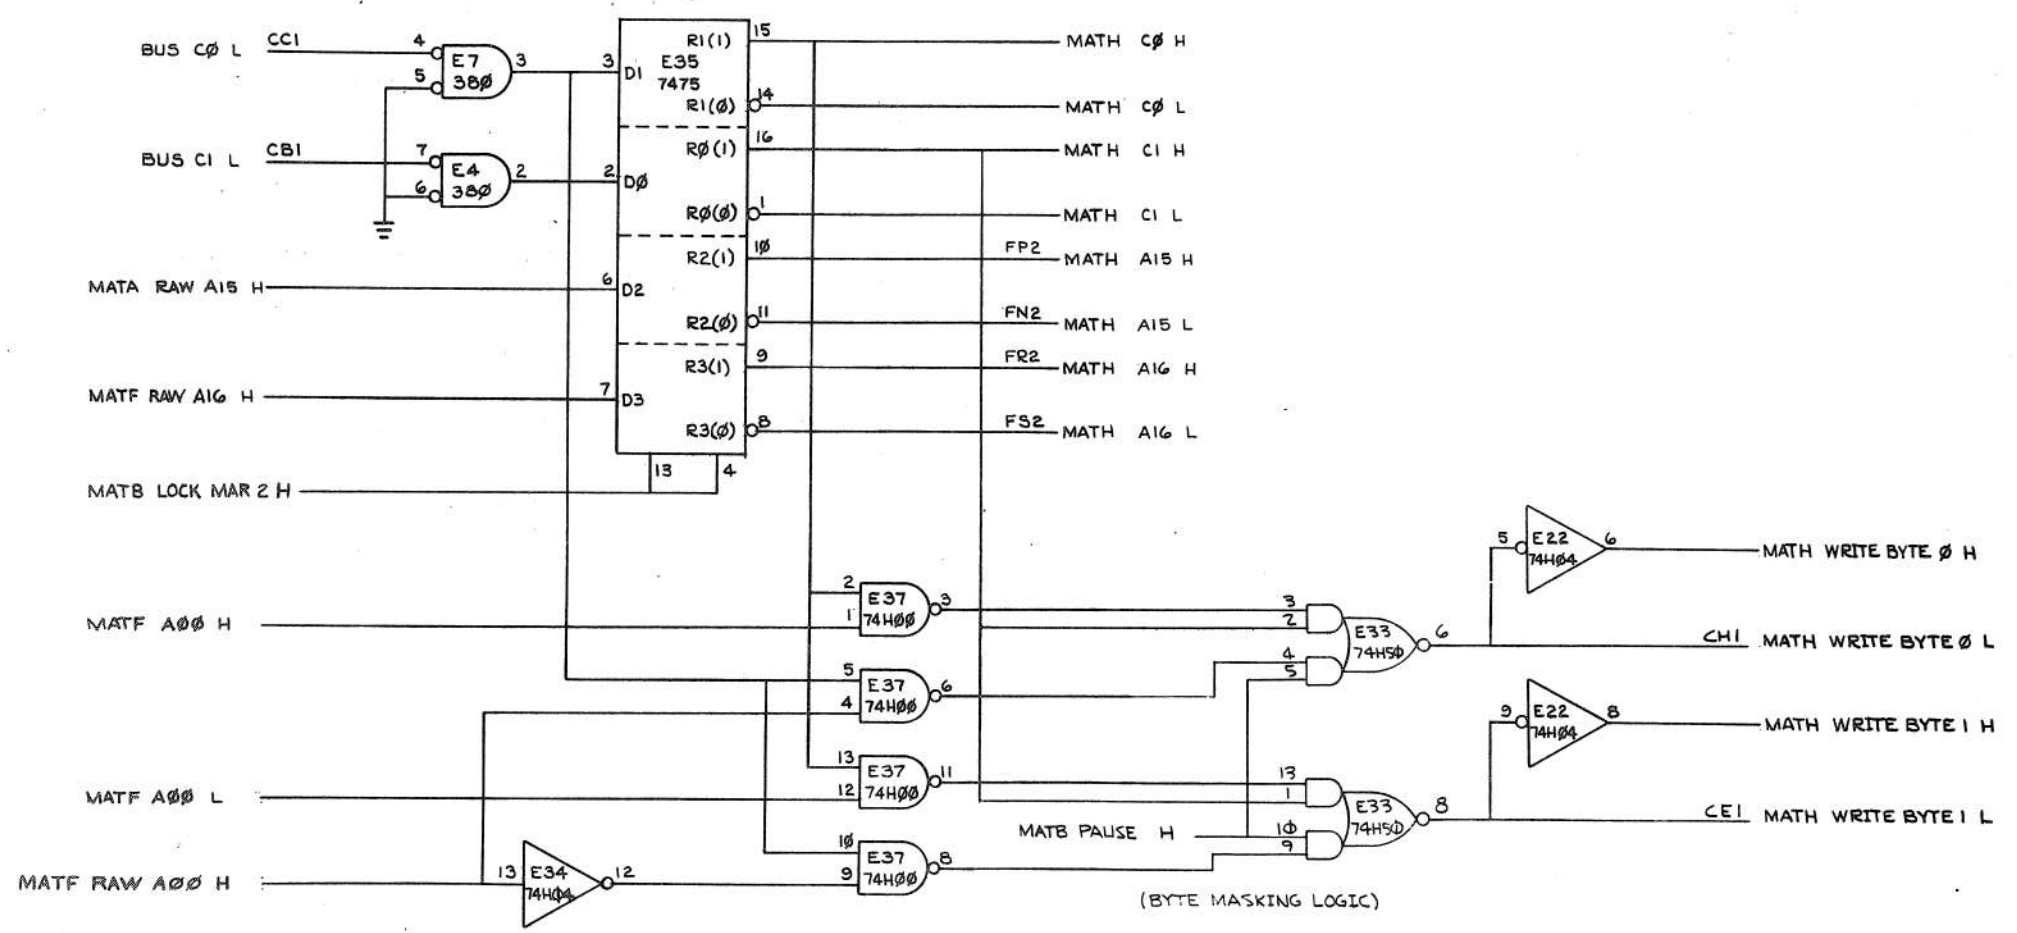 BUS CØ L CC1 4 5 E7 38Ø 3
BUS C1 L CB1 7 6 E4 38Ø 2
MATA RAW A15 H
MATF RAW A16 H
MATB LOCK MAR 2 H
3 D1 E35 7475 R1(1) 15 MATH CØ H
R1(Ø) 14 MATH CØ L
2 DØ RØ(1) 16 MATH C1 H
RØ(Ø) 1 MATH C1 L
6 D2 R2(1) 1Ø FP2 MATH A15 H
R2(Ø) 11 FN2 MATH A15 L
7 D3 R3(1) 9 FR2 MATH A16 H
R3(Ø) 8 FS2 MATH A16 L
13 4
MATF AØØ H
2 1 E37 74HØØ 3
5 4 E37 74HØØ 6
MATF AØØ L
13 12 E37 74HØØ 11
MATF RAW AØØ H
13 E34 74HØ4 12
1Ø 9 E37 74HØØ 8
MATB PAUSE H
3 2 4 5 E33 74H5Ø 6
13 1 1Ø 9 E33 74H5Ø 8
5 E22 74HØ4 6 MATH WRITE BYTE Ø H
CH1 MATH WRITE BYTE Ø L
9 E22 74HØ4 8 MATH WRITE BYTE 1 H
CE1 MATH WRITE BYTE 1 L
(BYTE MASKING LOGIC)